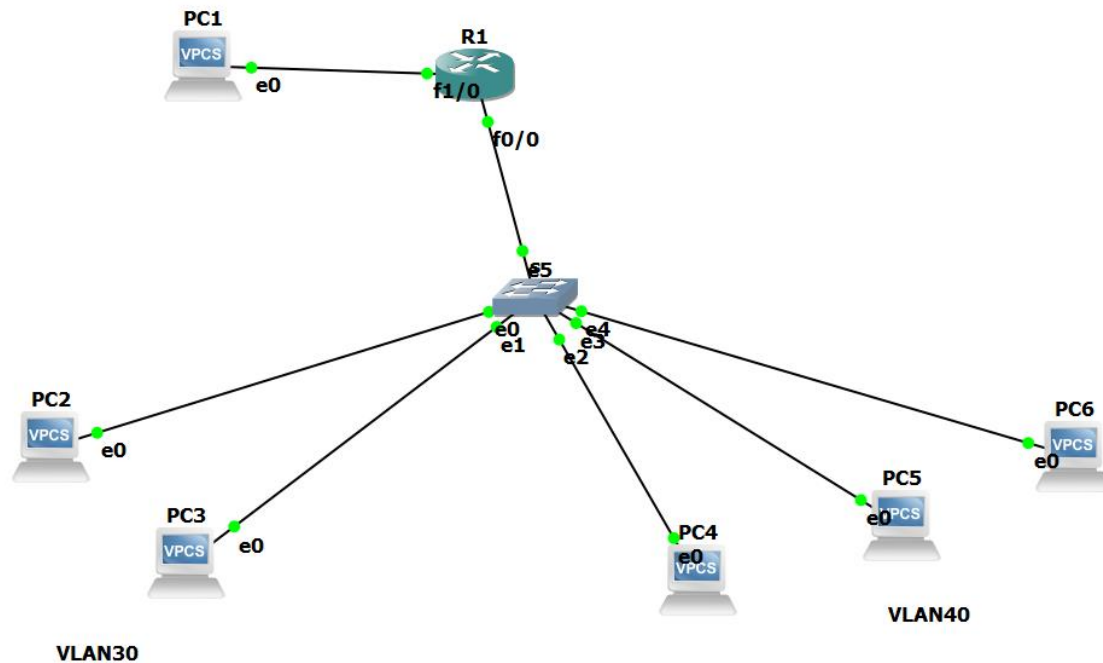 PC1
VPCS
e0
R1
f1/0
f0/0
e5
e0
e1
e2
e3
e4
PC2
VPCS
e0
PC3
VPCS
e0
PC4
e0
VPCS
PC5
e0
VPCS
PC6
VPCS
e0
VLAN40
VLAN30